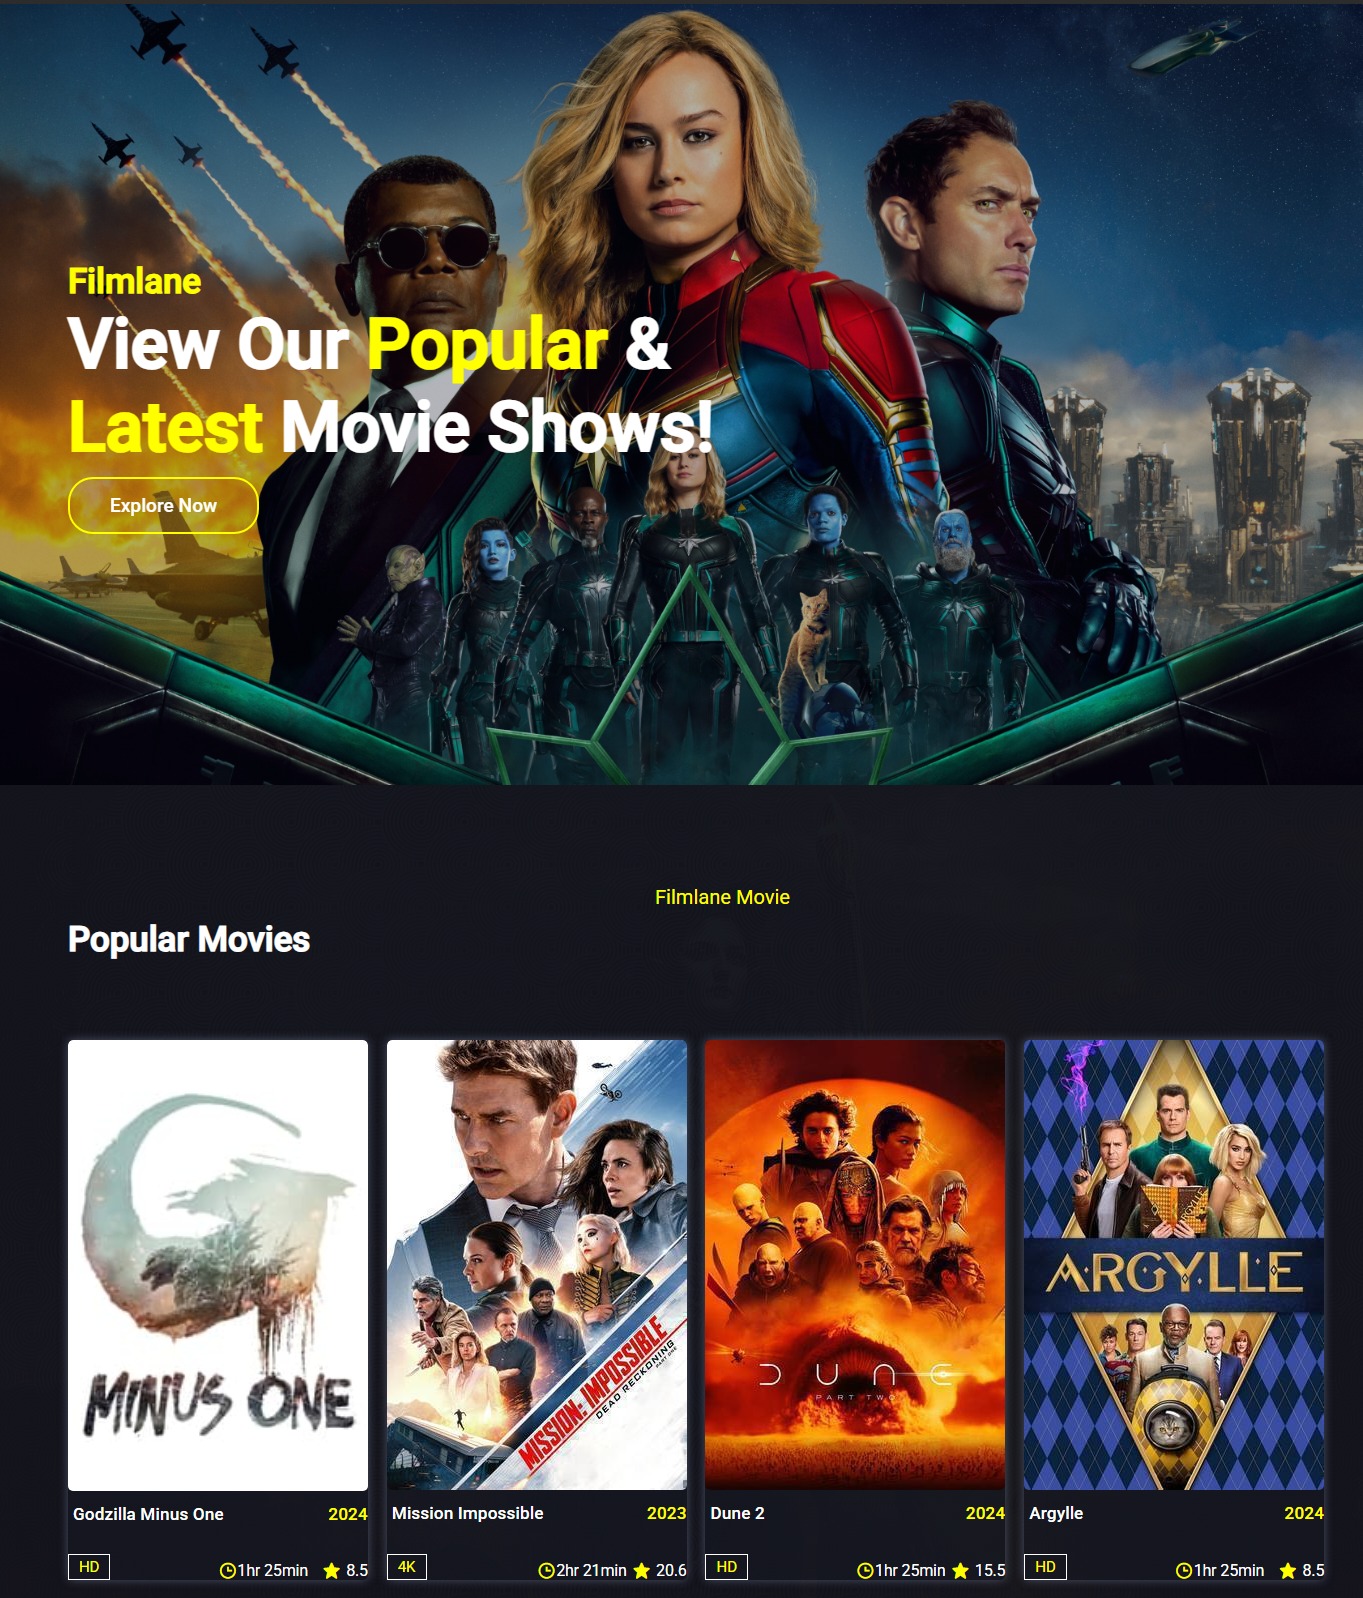 Filmlane
View Our Popular &
Latest Movie Shows!
Explore Now
Filmlane Movie
Popular Movies
MINUS ONE
MISSION: IMPOSSIBLE
DEAD RECKONING
PART ONE
DUNE
PART TWO
ARGYLLE
ARGYLLE
Godzilla Minus One 2024
HD 1hr 25min 8.5
Mission Impossible 2023
4K 2hr 21min 20.6
Dune 2 2024
HD 1hr 25min 15.5
Argylle 2024
HD 1hr 25min 8.5